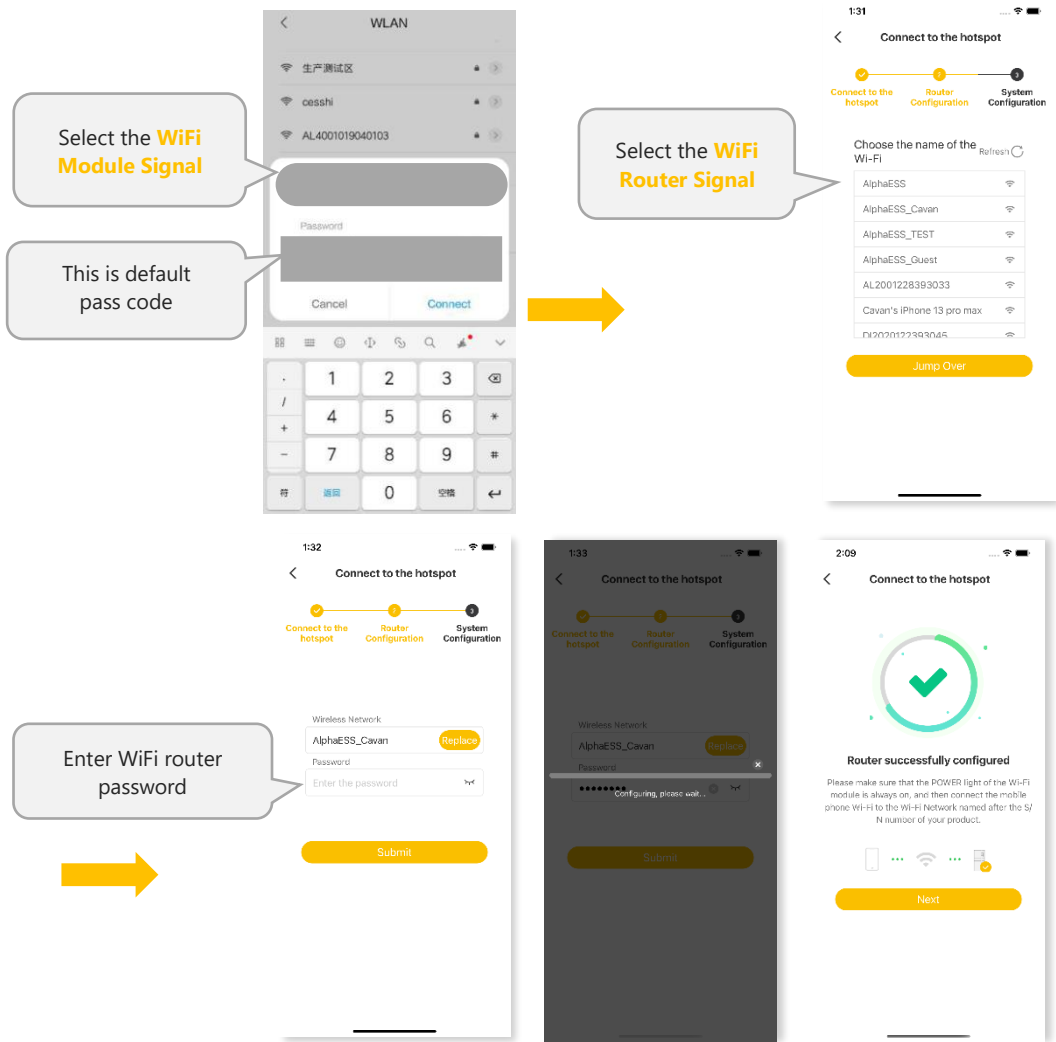 WLAN
生产测试区
cesshi
AL4001019040103
Select the WiFi
Module Signal
Password
This is default
pass code
Cancel
Connect
1
2
3
/
4
5
6
*
+
-
7
8
9
#
符
返回
0
空格
1:31
Connect to the hotspot
3
Connect to the
hotspot
Router
Configuration
System
Configuration
Select the WiFi
Router Signal
Choose the name of the
Wi-Fi
Refresh
AlphaESS
AlphaESS_Cavan
AlphaESS_TEST
AlphaESS_Guest
AL2001228393033
Cavan's iPhone 13 pro max
DI2020122393045
Jump Over
1:32
Connect to the hotspot
3
Connect to the
hotspot
Router
Configuration
System
Configuration
Enter WiFi router
password
Wireless Network
AlphaESS_Cavan
Replace
Password
Enter the password
Submit
1:33
Connect to the hotspot
3
Connect to the
hotspot
Router
Configuration
System
Configuration
Wireless Network
AlphaESS_Cavan
Replace
Password
Configuring, please wait...
Submit
2:09
Connect to the hotspot
Router successfully configured
Please make sure that the POWER light of the Wi-Fi
module is always on, and then connect the mobile
phone Wi-Fi to the Wi-Fi Network named after the S/
N number of your product.
Next